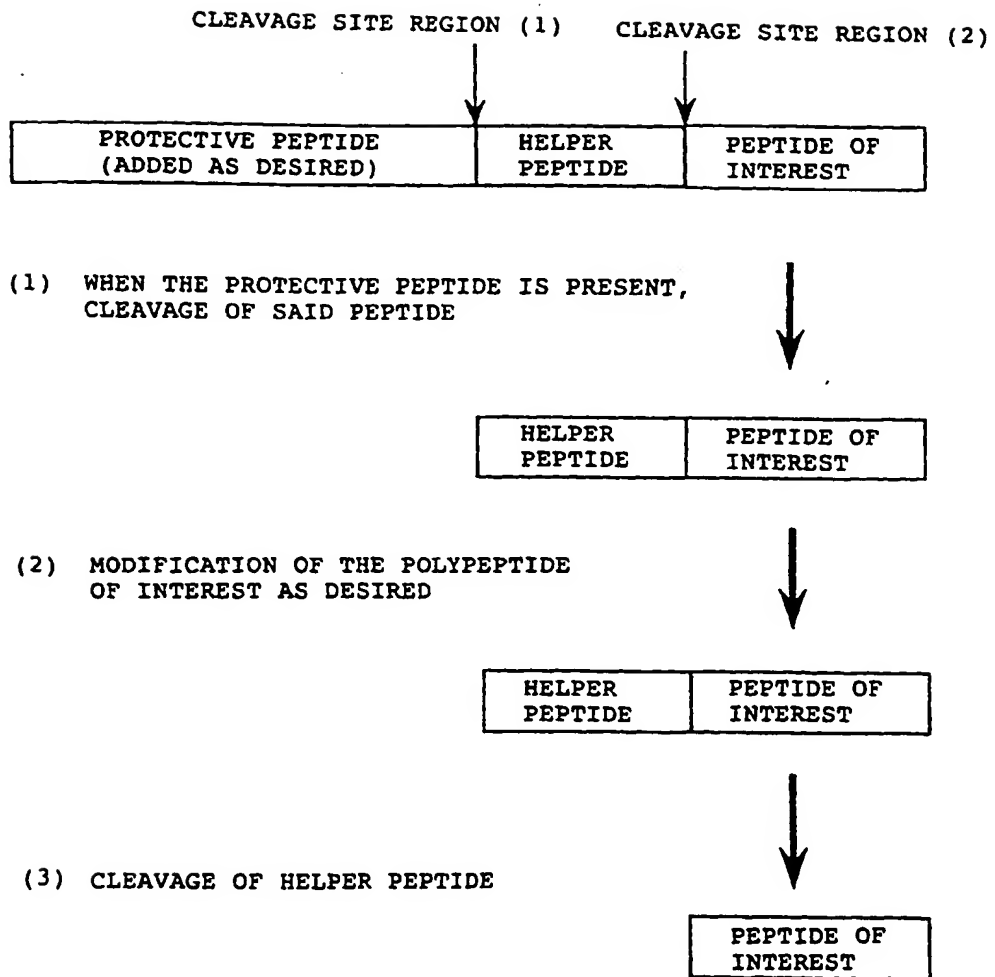 CLEAVAGE SITE REGION (1)
CLEAVAGE SITE REGION (2)
PROTECTIVE PEPTIDE
(ADDED AS DESIRED)
HELPER
PEPTIDE
PEPTIDE OF
INTEREST
(1) WHEN THE PROTECTIVE PEPTIDE IS PRESENT,
CLEAVAGE OF SAID PEPTIDE
HELPER
PEPTIDE
PEPTIDE OF
INTEREST
(2) MODIFICATION OF THE POLYPEPTIDE
OF INTEREST AS DESIRED
HELPER
PEPTIDE
PEPTIDE OF
INTEREST
(3) CLEAVAGE OF HELPER PEPTIDE
PEPTIDE OF
INTEREST